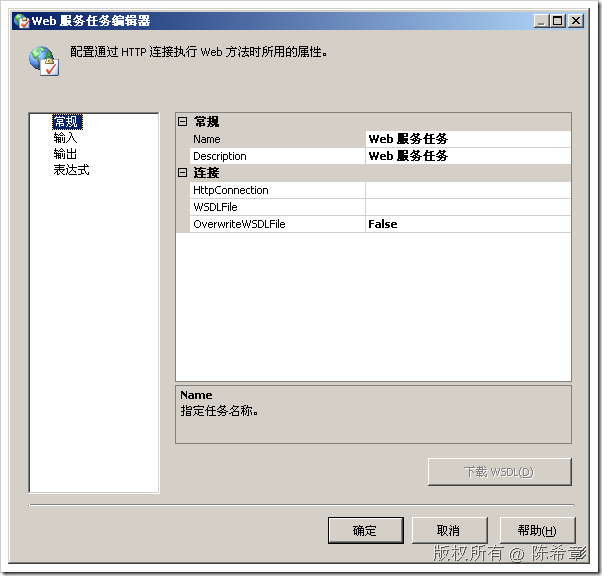 Web 服务任务编辑器
配置通过 HTTP 连接执行 Web 方法时所用的属性。
常规
输入
输出
表达式
常规
Name Web 服务任务
Description Web 服务任务
连接
HttpConnection
WSDLFile
OverwriteWSDLFile False
Name
指定任务名称。
下载 WSDL(D)
确定 取消 帮助(H)
版权所有 @ 陈希章